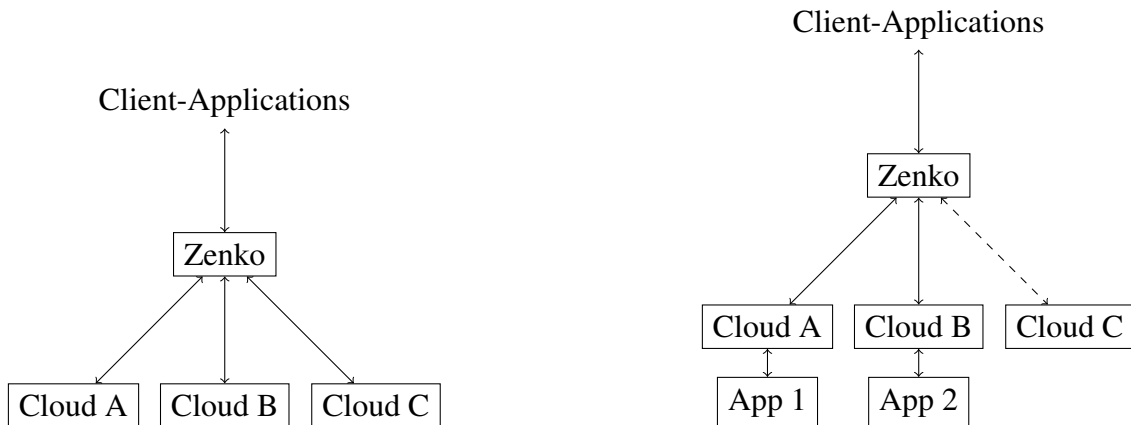 Client-Applications
Zenko
Cloud A Cloud B Cloud C
Client-Applications
Zenko
Cloud A Cloud B Cloud C
App 1 App 2